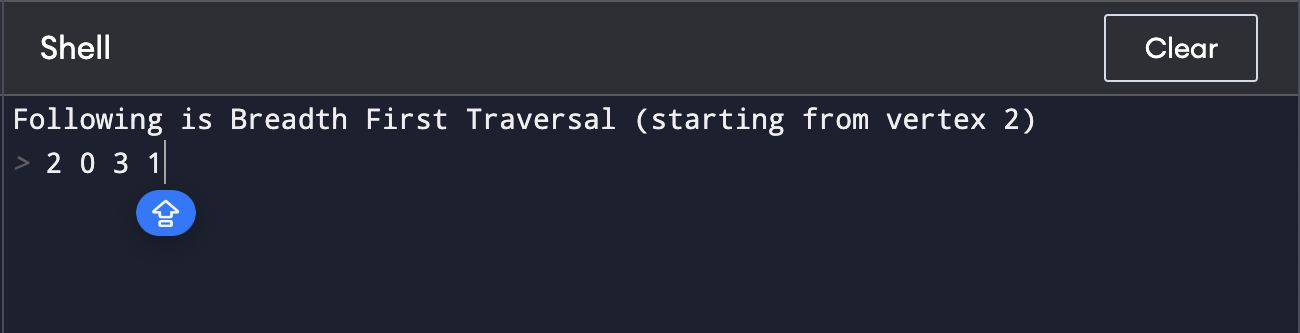 Shell
Clear
Following is Breadth First Traversal (starting from vertex 2)
> 2 0 3 1